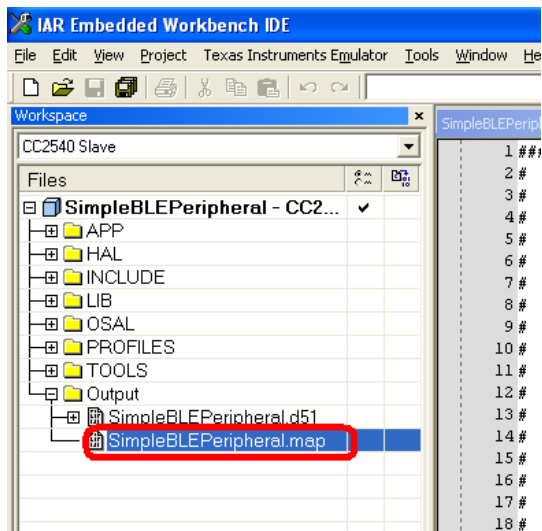 IAR Embedded Workbench IDE
File Edit View Project Texas Instruments Emulator Tools Window He
Workspace
CC2540 Slave
Files
SimpleBLEPeripheral - CC2...
APP
HAL
INCLUDE
LIB
OSAL
PROFILES
TOOLS
Output
SimpleBLEPeripheral.d51
SimpleBLEPeripheral.map
SimpleBLEPeriph
1 ###
2 #
3 #
4 #
5 #
6 #
7 #
8 #
9 #
10 #
11 #
12 #
13 #
14 #
15 #
16 #
17 #
18 #